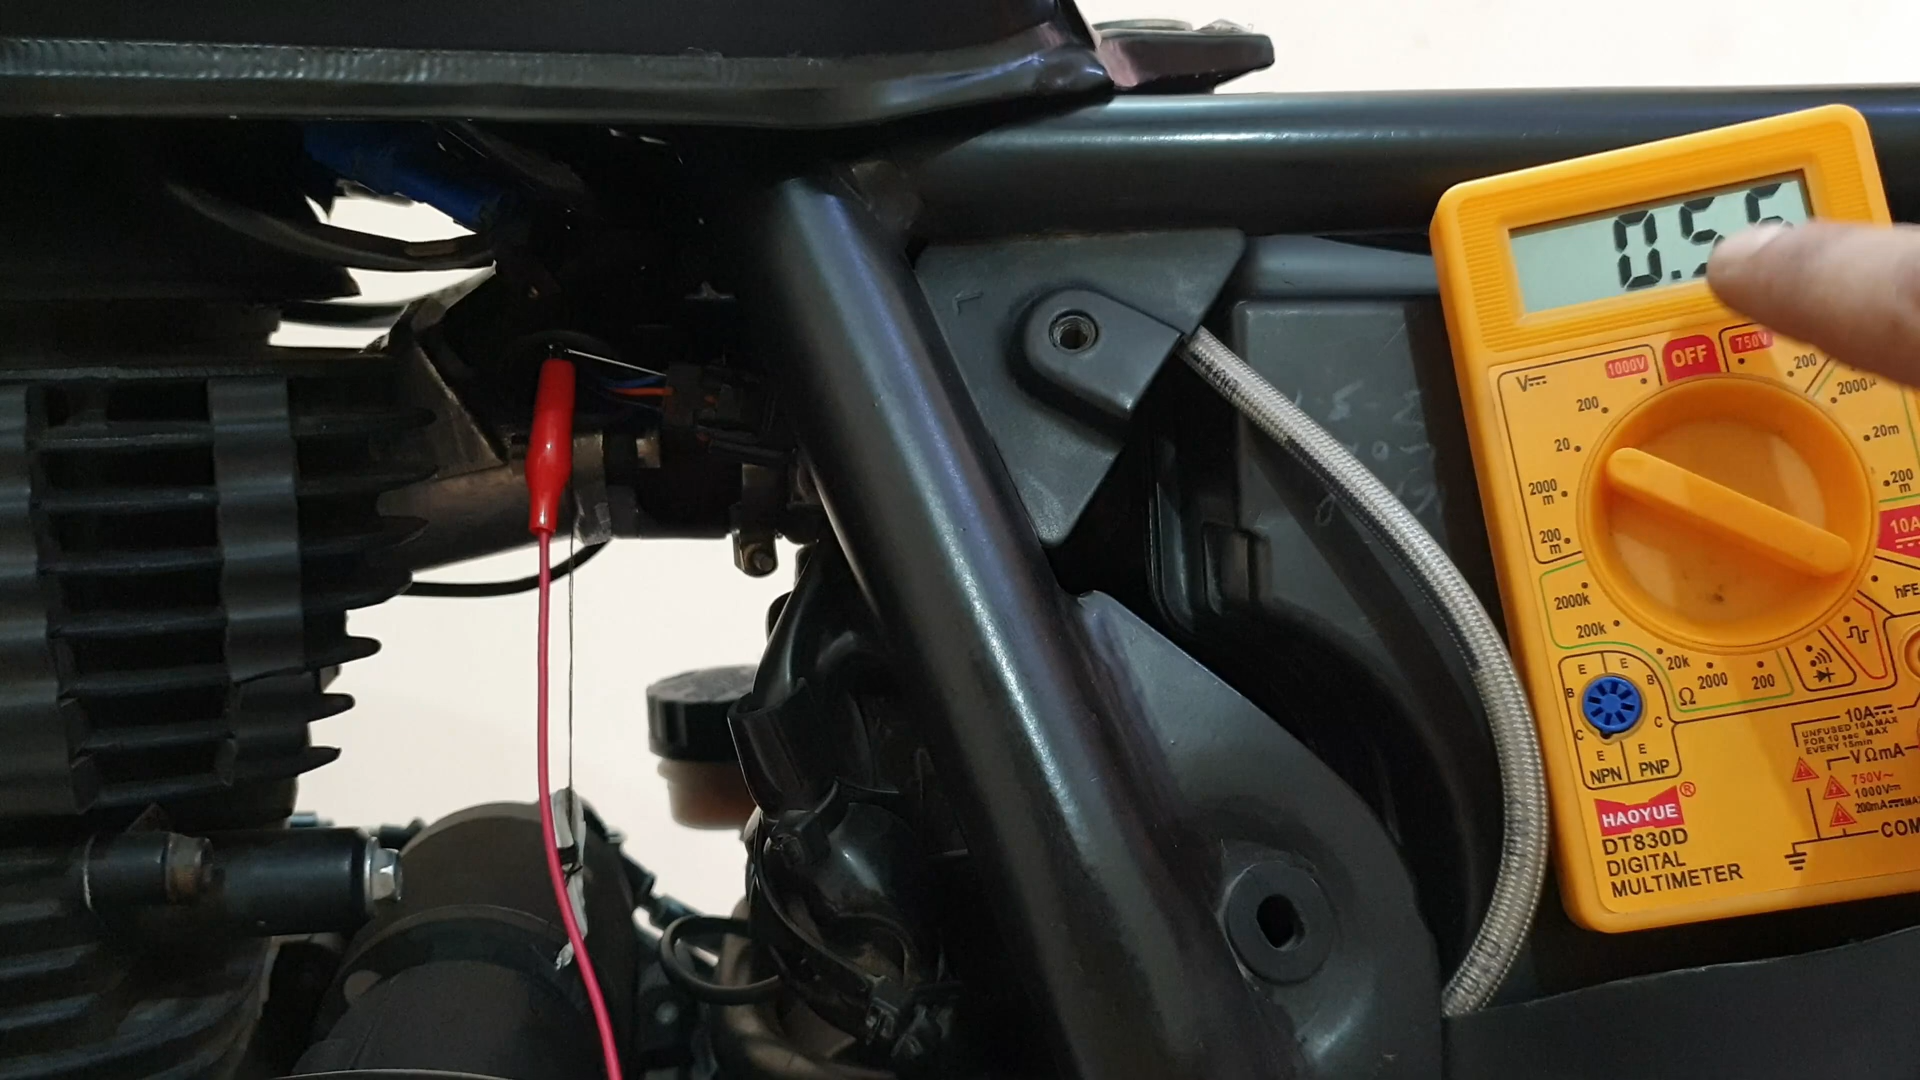 0.5
V⎓
1000V
OFF
750V
200
200
2000µ
20
20m
2000
m
200
m
200
m
10A
2000k
200k
20k
2000
200
Ω
hFE
E
E
B
B
C
C
E
E
NPN
PNP
10A⎓
UNFUSED 10A MAX
FOR 10 sec MAX
EVERY 15min
VΩmA
750V~
1000V⎓
200mA⎓MAX
COM
HAOYUE®
DT830D
DIGITAL
MULTIMETER
L